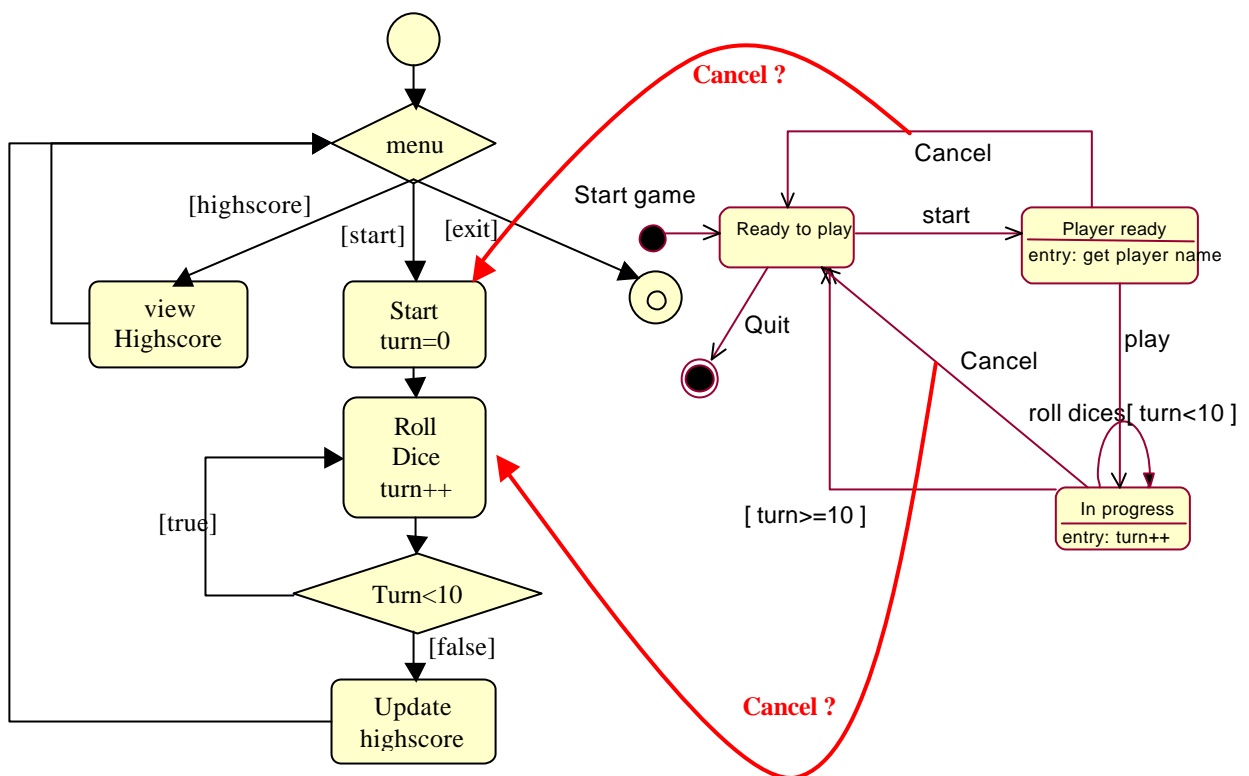 menu
[highscore]
[start]
[exit]
view
Highscore
Start
turn=0
Roll
Dice
turn++
[true]
Turn<10
[false]
Update
highscore
Cancel ?
Cancel ?
Start game
Ready to play
start
Cancel
Player ready
entry: get player name
Quit
play
Cancel
roll dices[ turn<10 ]
[ turn>=10 ]
In progress
entry: turn++